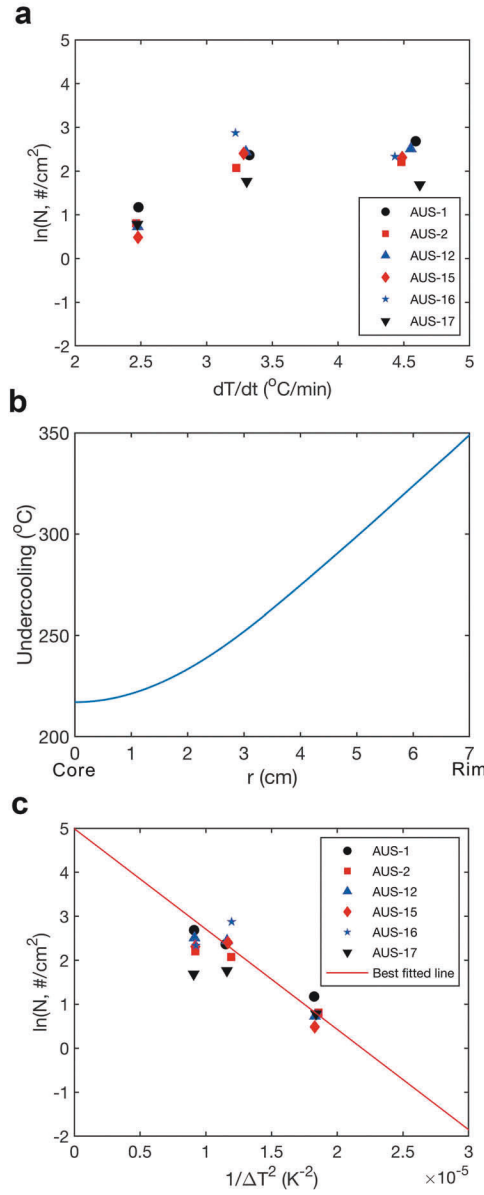 a
ln(N, #/cm²)
5
4
3
2
1
0
-1
-2
AUS-1
AUS-2
AUS-12
AUS-15
AUS-16
AUS-17
2 2.5 3 3.5 4 4.5 5
dT/dt (°C/min)
b
Undercooling (°C)
350
300
250
200
0 1 2 3 4 5 6 7
Core r (cm) Rim
c
ln(N, #/cm²)
5
4
3
2
1
0
-1
-2
AUS-1
AUS-2
AUS-12
AUS-15
AUS-16
AUS-17
Best fitted line
0 0.5 1 1.5 2 2.5 3
1/ΔT² (K⁻²) ×10⁻⁵